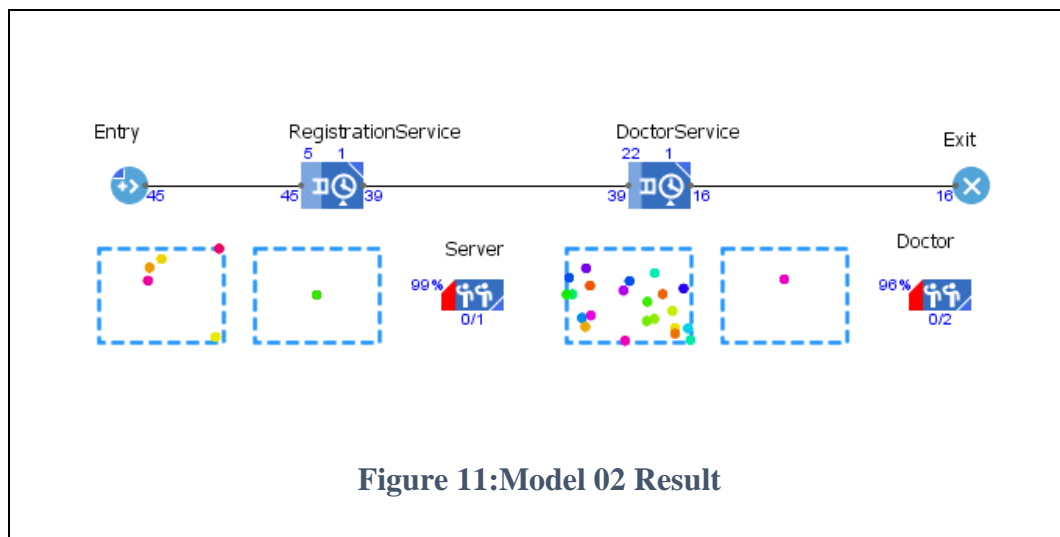 Entry RegistrationService DoctorService Exit
5 1 22 1
45 45 39 39 16 16
Server Doctor
99% 96%
0/1 0/2
Figure 11:Model 02 Result